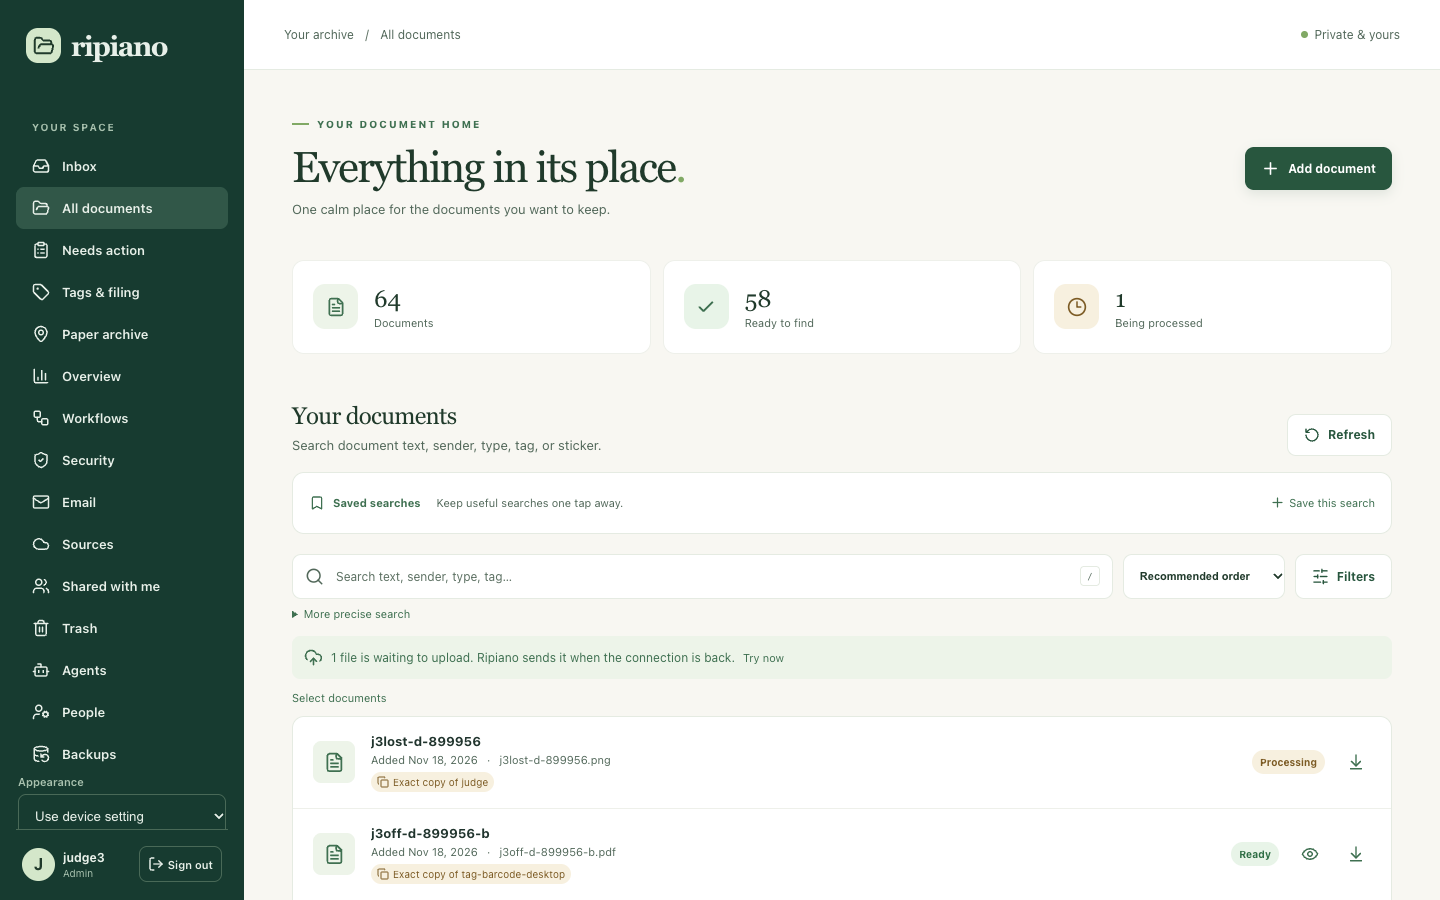 ripiano
YOUR SPACE
Inbox
All documents
Needs action
Tags & filing
Paper archive
Overview
Workflows
Security
Email
Sources
Shared with me
Trash
Agents
People
Backups
Appearance
Use device setting
J
judge3
Admin
Sign out
Your archive / All documents
Private & yours
YOUR DOCUMENT HOME
Everything in its place.
One calm place for the documents you want to keep.
Add document
64
Documents
58
Ready to find
1
Being processed
Your documents
Search document text, sender, type, tag, or sticker.
Refresh
Saved searches Keep useful searches one tap away.
Save this search
Search text, sender, type, tag...
/
Recommended order
Filters
More precise search
1 file is waiting to upload. Ripiano sends it when the connection is back. Try now
Select documents
j3lost-d-899956
Added Nov 18, 2026 · j3lost-d-899956.png
Exact copy of judge
Processing
j3off-d-899956-b
Added Nov 18, 2026 · j3off-d-899956-b.pdf
Exact copy of tag-barcode-desktop
Ready